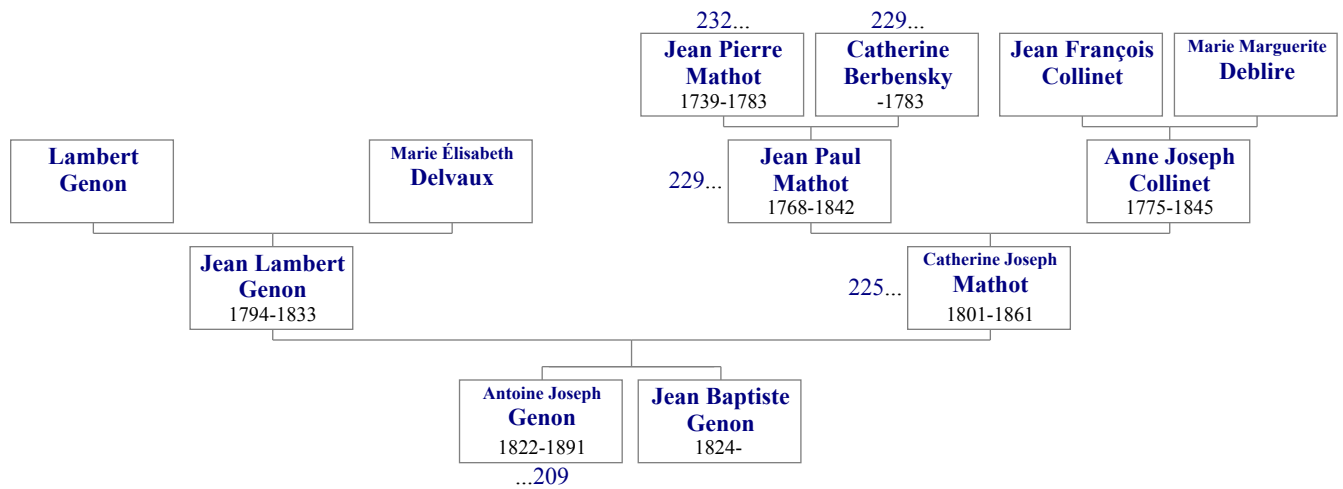 232...
229...
Jean Pierre
Mathot
1739-1783
Catherine
Berbensky
-1783
Jean François
Collinet
Marie Marguerite
Deblire
Lambert
Genon
Marie Élisabeth
Delvaux
229...
Jean Paul
Mathot
1768-1842
Anne Joseph
Collinet
1775-1845
Jean Lambert
Genon
1794-1833
225...
Catherine Joseph
Mathot
1801-1861
Antoine Joseph
Genon
1822-1891
Jean Baptiste
Genon
1824-
...209